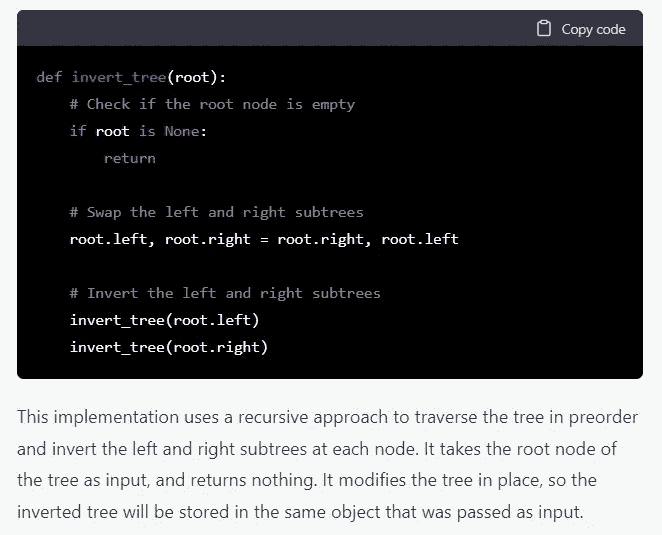 Copy code
def invert_tree(root):
    # Check if the root node is empty
    if root is None:
        return
    # Swap the left and right subtrees
    root.left, root.right = root.right, root.left
    # Invert the left and right subtrees
    invert_tree(root.left)
    invert_tree(root.right)
This implementation uses a recursive approach to traverse the tree in preorder
and invert the left and right subtrees at each node. It takes the root node of
the tree as input, and returns nothing. It modifies the tree in place, so the
inverted tree will be stored in the same object that was passed as input.